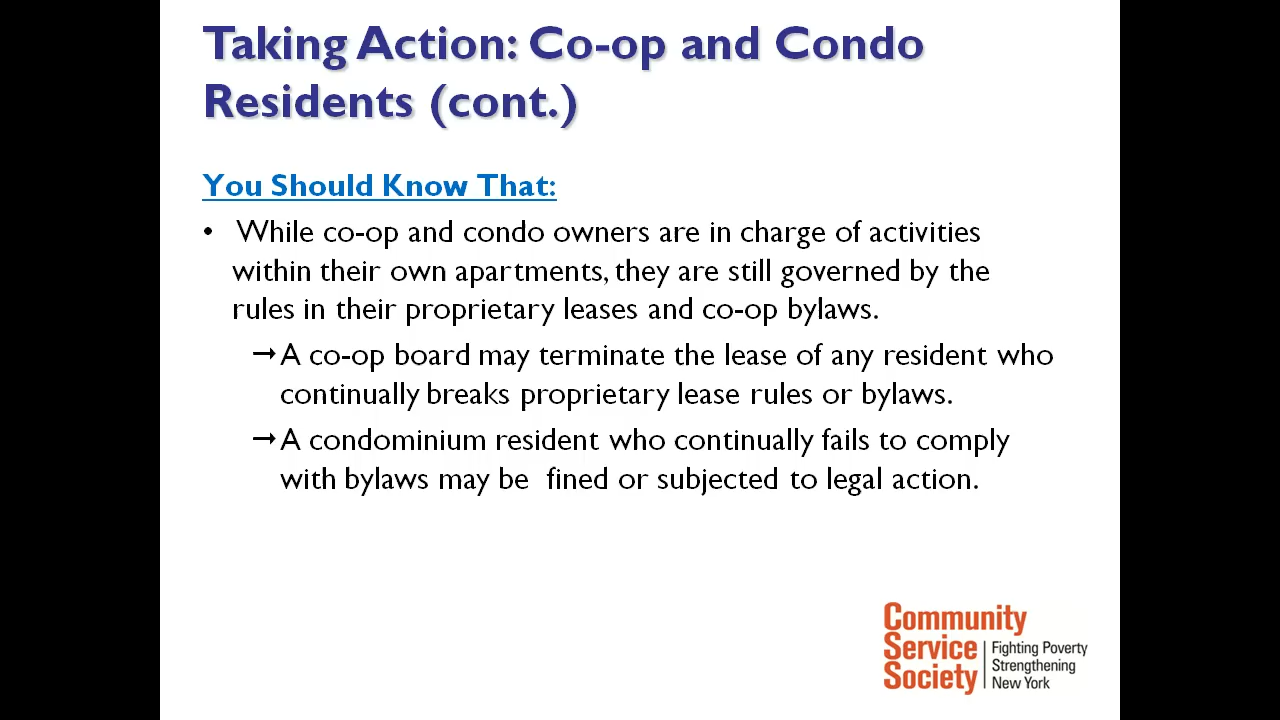 Taking Action: Co-op and Condo
Residents (cont.)
You Should Know That:
• While co-op and condo owners are in charge of activities
within their own apartments, they are still governed by the
rules in their proprietary leases and co-op bylaws.
→A co-op board may terminate the lease of any resident who
continually breaks proprietary lease rules or bylaws.
→A condominium resident who continually fails to comply
with bylaws may be  fined or subjected to legal action.
Community
Service
Society
Fighting Poverty
Strengthening
New York